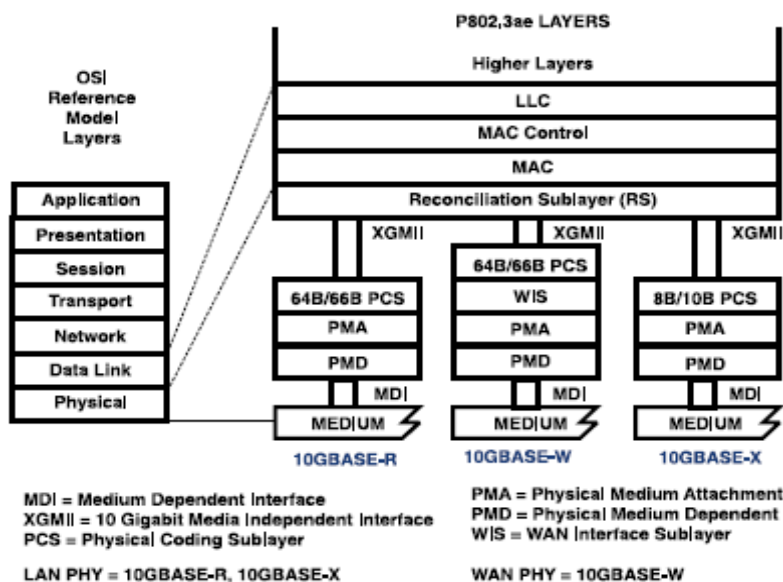 P802,3ae LAYERS
Higher Layers
LLC
MAC Control
MAC
Reconciliation Sublayer (RS)
OSI
Reference
Model
Layers
Application
Presentation
Session
Transport
Network
Data Link
Physical
XGMII
XGMII
XGMII
64B/66B PCS
PMA
PMD
MDI
MEDIUM
10GBASE-R
64B/66B PCS
WIS
PMA
PMD
MDI
MEDIUM
10GBASE-W
8B/10B PCS
PMA
PMD
MDI
MEDIUM
10GBASE-X
MDI = Medium Dependent Interface
XGMII = 10 Gigabit Media Independent Interface
PCS = Physical Coding Sublayer
LAN PHY = 10GBASE-R, 10GBASE-X
PMA = Physical Medium Attachment
PMD = Physical Medium Dependent
WIS = WAN Interface Sublayer
WAN PHY = 10GBASE-W